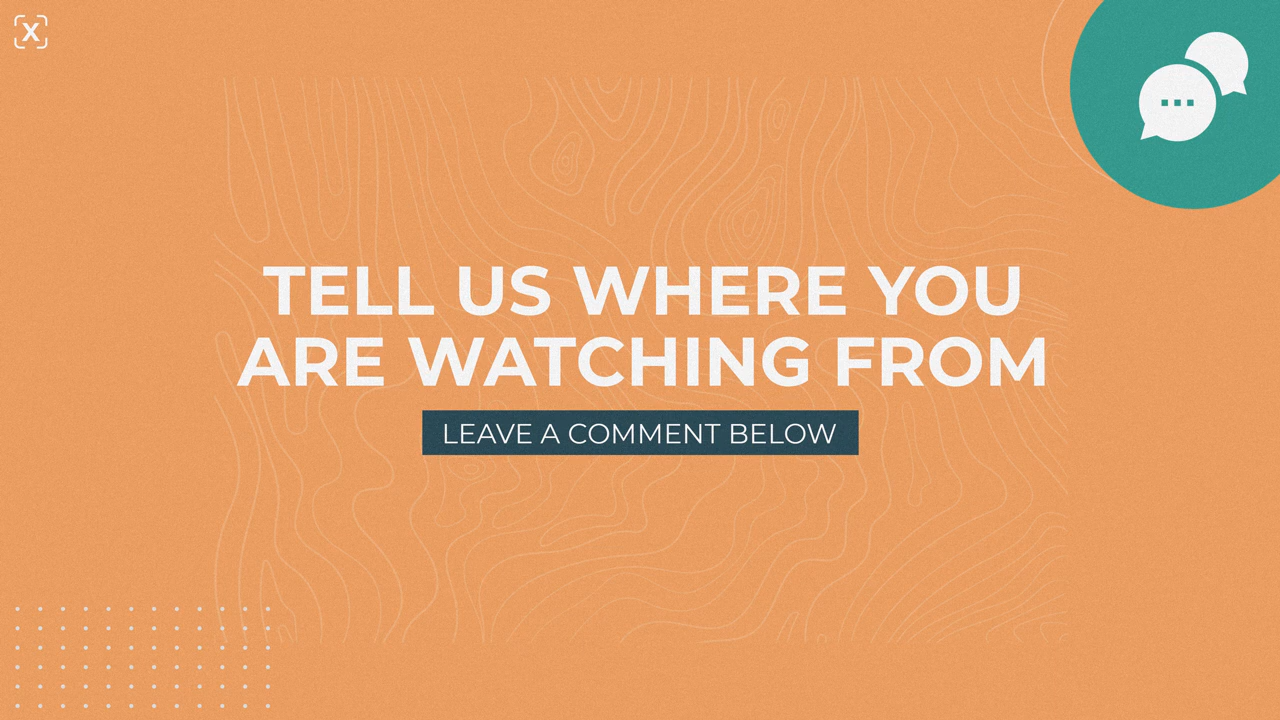 X
TELL US WHERE YOU
ARE WATCHING FROM
LEAVE A COMMENT BELOW